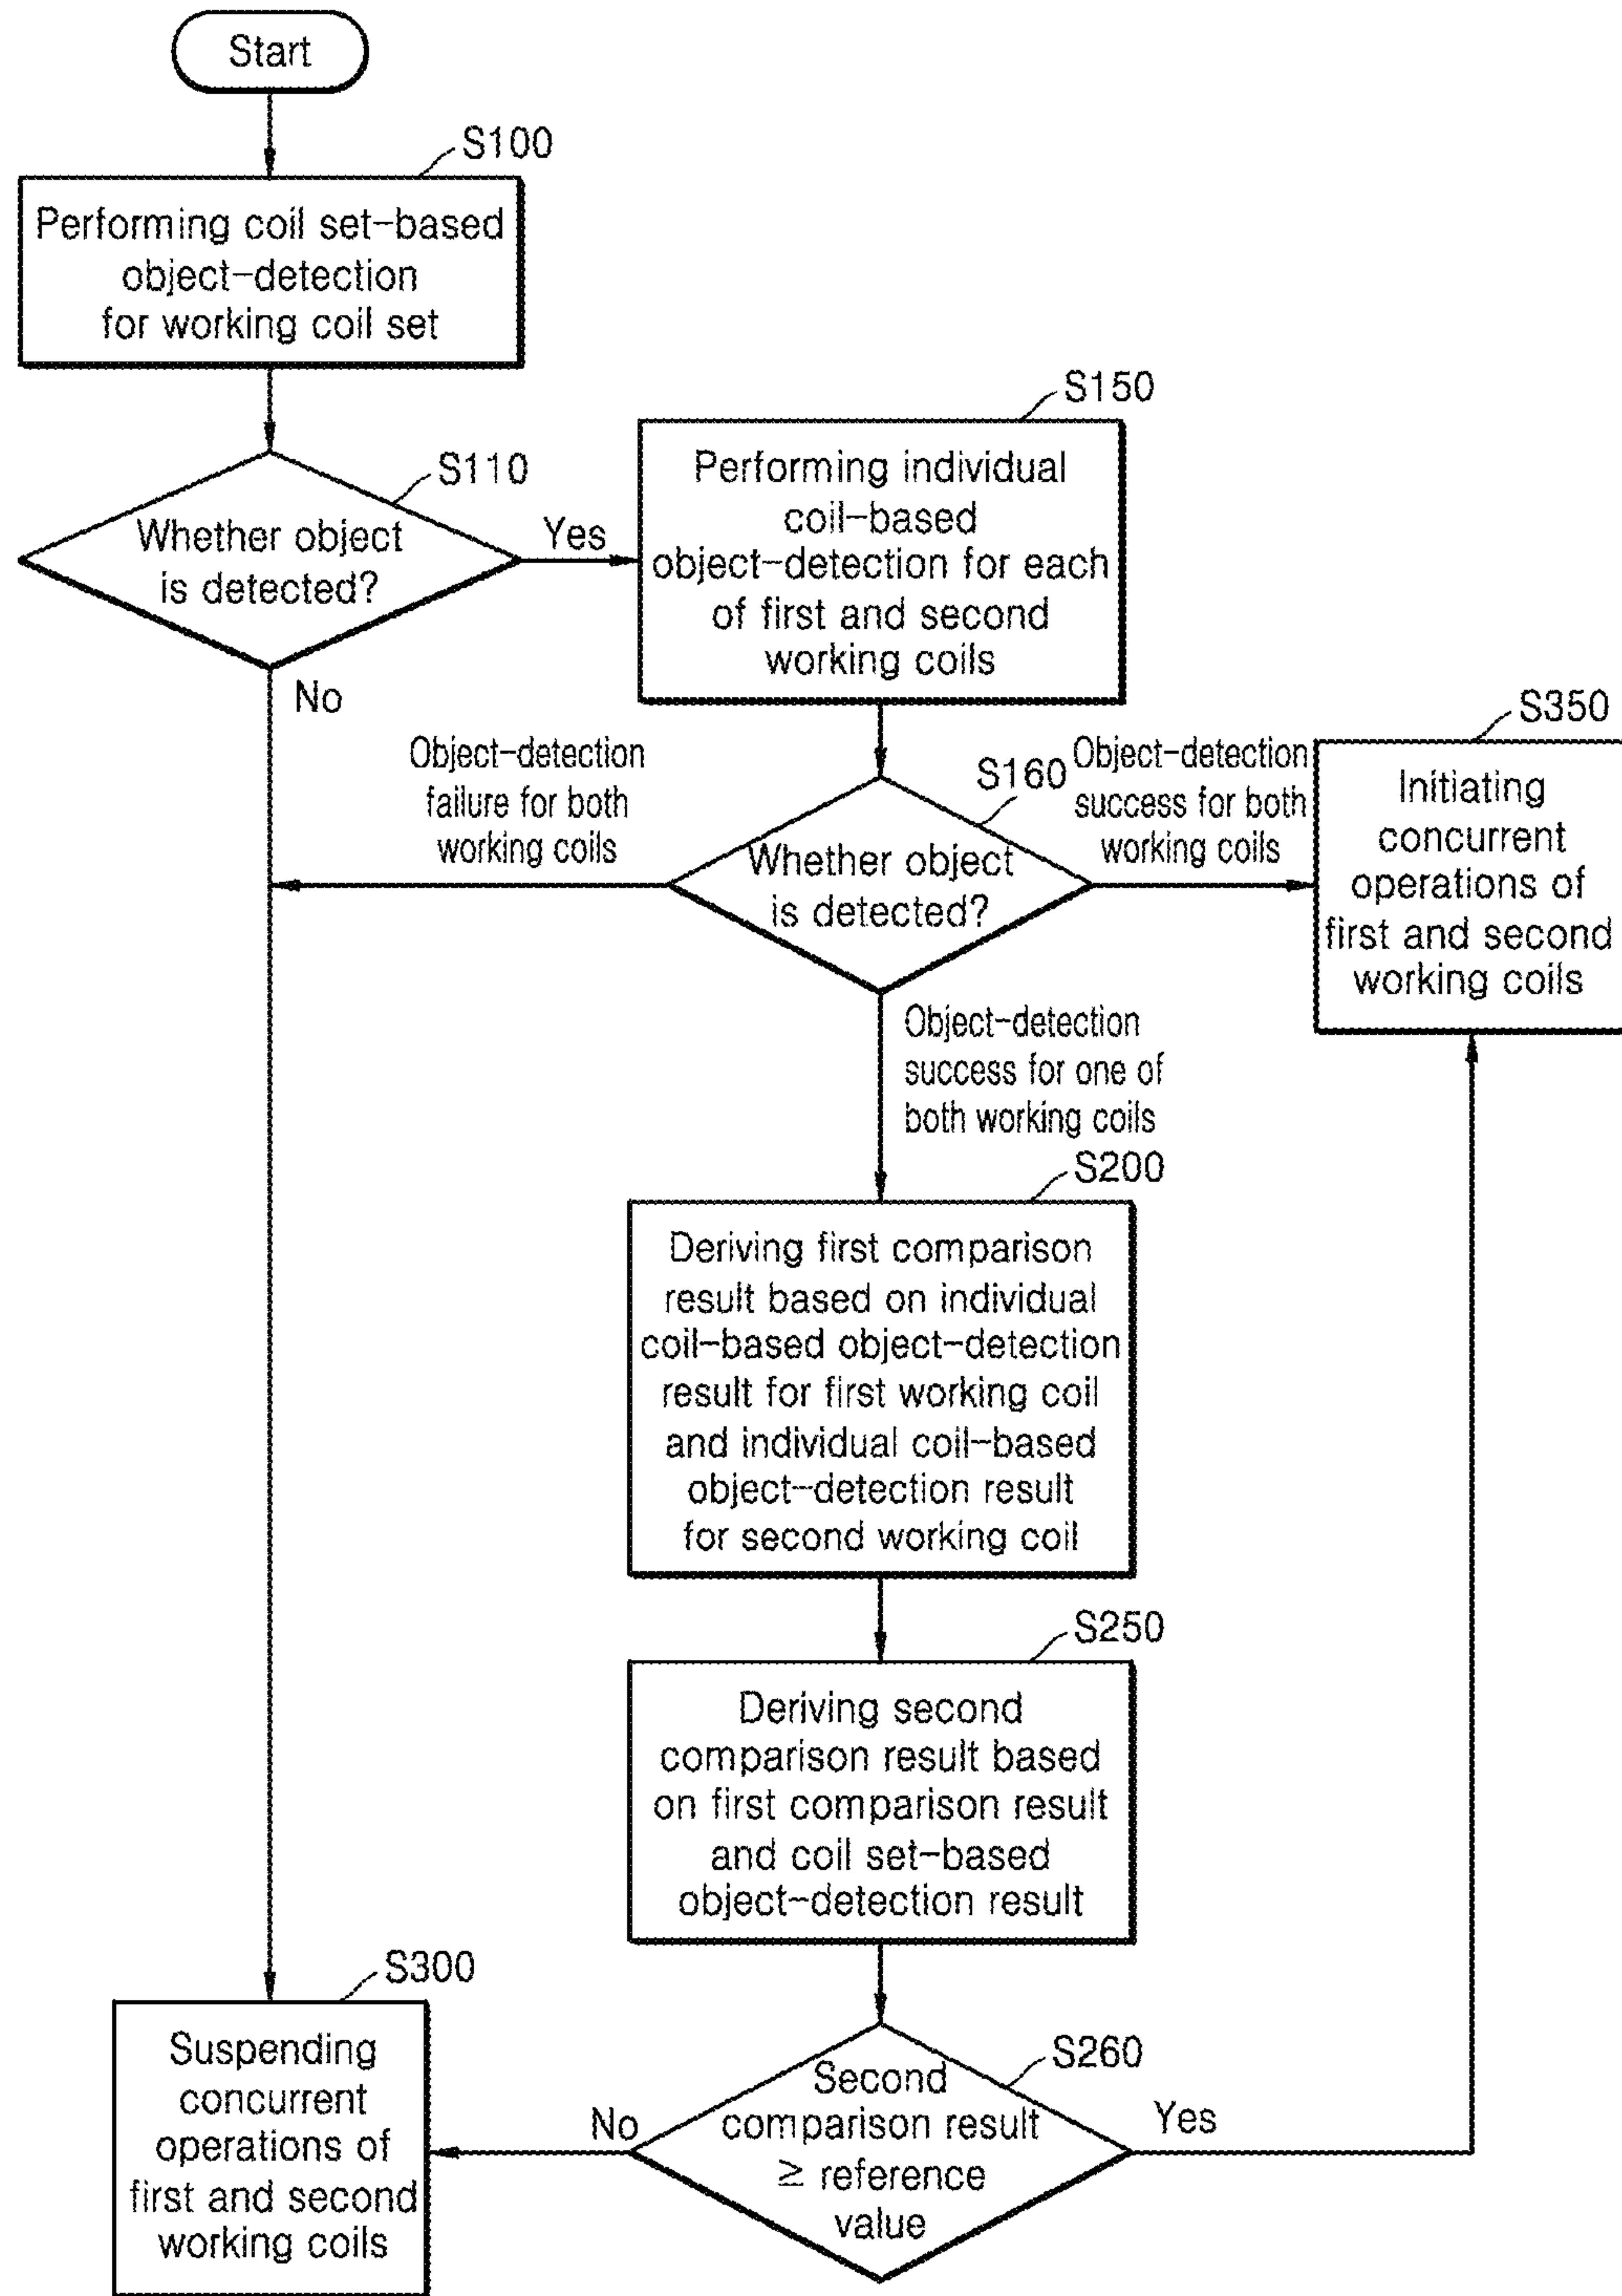 Start
S100
Performing coil set-based
object-detection
for working coil set
S110
Whether object
is detected?
Yes
No
S150
Performing individual
coil-based
object-detection for each
of first and second
working coils
S160
Whether object
is detected?
Object-detection
failure for both
working coils
Object-detection
success for both
working coils
S350
Initiating
concurrent
operations of
first and second
working coils
Object-detection
success for one of
both working coils
S200
Deriving first comparison
result based on individual
coil-based object-detection
result for first working coil
and individual coil-based
object-detection result
for second working coil
S250
Deriving second
comparison result based
on first comparison result
and coil set-based
object-detection result
S260
Second
comparison result
≥ reference
value
No
Yes
S300
Suspending
concurrent
operations of
first and second
working coils